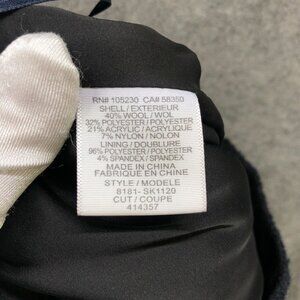 RN# 105230 CA# 58350
SHELL / EXTERIEUR
40% WOOL / WOL
32% POLYESTER / POLYESTER
21% ACRYLIC / ACRYLIQUE
7% NYLON / NOLON
LINING / DOUBLURE
96% POLYESTER / POLYESTER
4% SPANDEX / SPANDEX
MADE IN CHINA
FABRIQUE EN CHINE
STYLE / MODELE
8181- SK1120
CUT / COUPE
414357